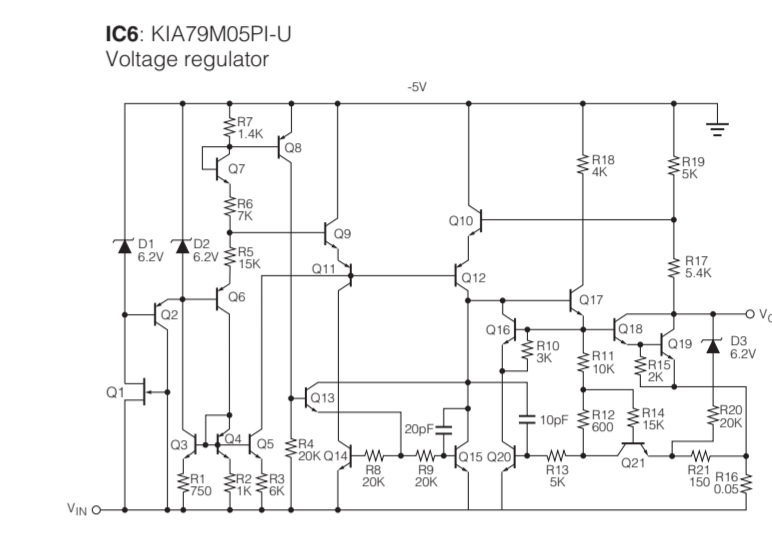 IC6: KIA79M05PI-U
Voltage regulator
-5V
R7
1.4K
Q8
Q7
R18
4K
R19
5K
R6
7K
Q10
Q9
D1
6.2V
D2
6.2V
R5
15K
Q11
Q12
R17
5.4K
Q6
Q17
Q2
Q16
Q18
Q19
D3
6.2V
R10
3K
R11
10K
R15
2K
Q1
Q13
20pF
10pF
R12
600
R14
15K
R20
20K
Q3
Q4
Q5
R4
20K
Q14
Q15
Q20
Q21
R8
20K
R9
20K
R13
5K
R21
150
R16
0.05
R1
750
R2
1K
R3
6K
VIN